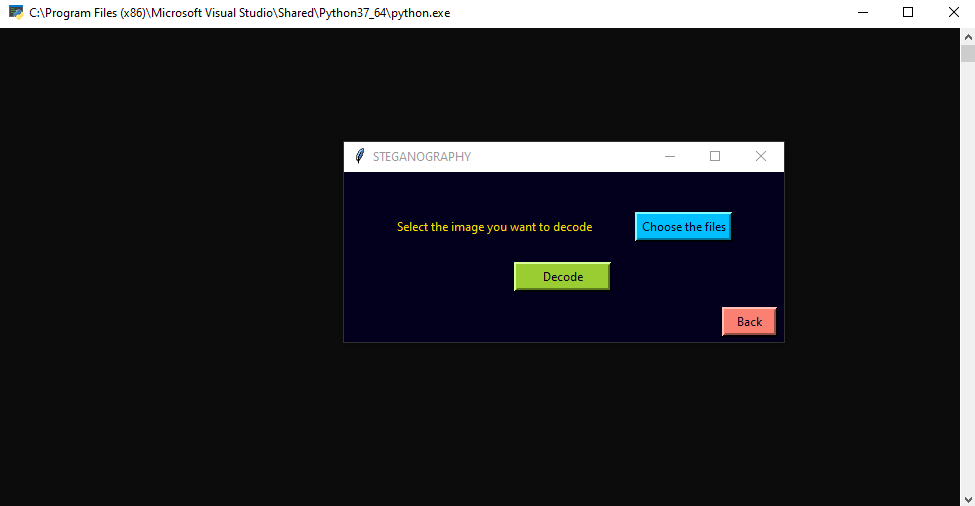 C:\Program Files (x86)\Microsoft Visual Studio\Shared\Python37_64\python.exe
STEGANOGRAPHY
Select the image you want to decode
Choose the files
Decode
Back